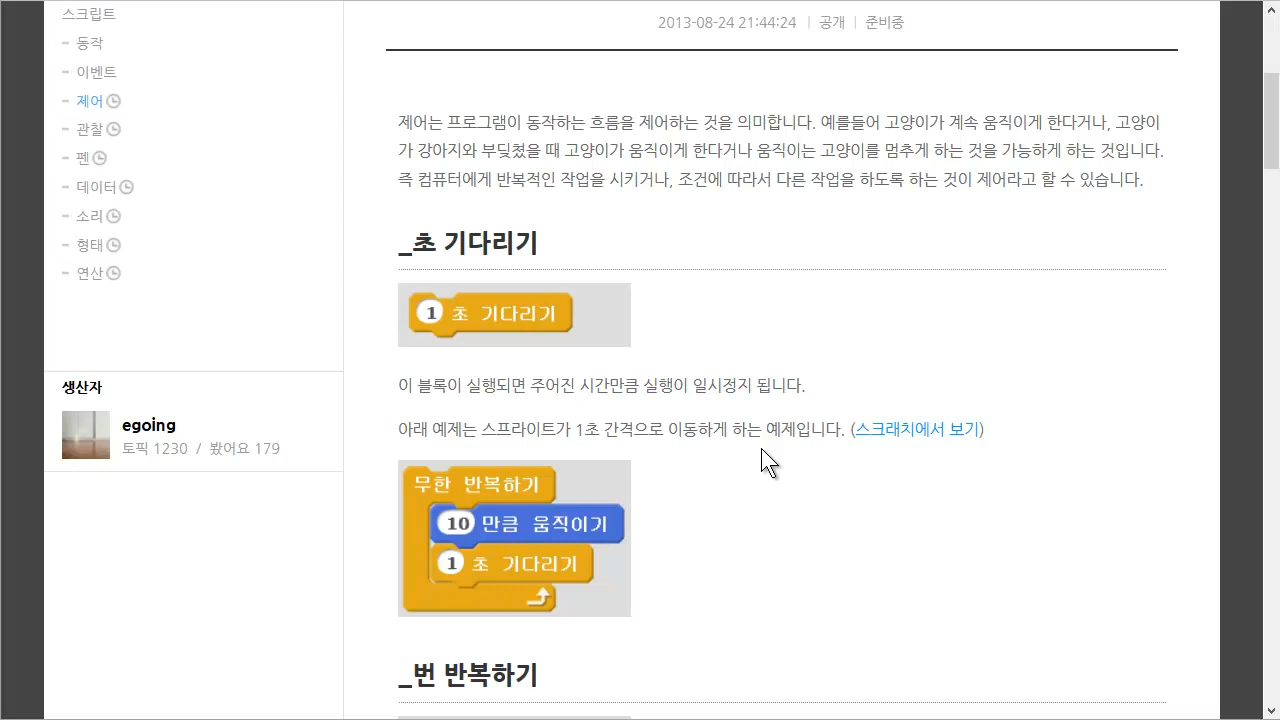 스크립트
동작
이벤트
제어
관찰
펜
데이터
소리
형태
연산
생산자
egoing
토픽 1230 / 봤어요 179
2013-08-24 21:44:24 | 공개 | 준비중
제어는 프로그램이 동작하는 흐름을 제어하는 것을 의미합니다. 예를들어 고양이가 계속 움직이게 한다거나, 고양이
가 강아지와 부딪쳤을 때 고양이가 움직이게 한다거나 움직이는 고양이를 멈추게 하는 것을 가능하게 하는 것입니다.
즉 컴퓨터에게 반복적인 작업을 시키거나, 조건에 따라서 다른 작업을 하도록 하는 것이 제어라고 할 수 있습니다.
_초 기다리기
1 초 기다리기
이 블록이 실행되면 주어진 시간만큼 실행이 일시정지 됩니다.
아래 예제는 스프라이트가 1초 간격으로 이동하게 하는 예제입니다. (스크래치에서 보기)
무한 반복하기
10 만큼 움직이기
1 초 기다리기
_번 반복하기